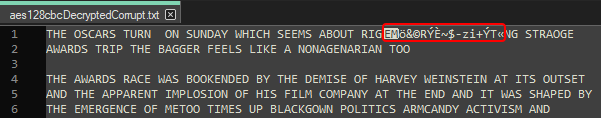 aes128cbcDecryptedCorrupt.txt
1 THE OSCARS TURN  ON SUNDAY WHICH SEEMS ABOUT RIGEMö&©RÝÈ~$-zi+ÝT«NG STRAOGE
2 AWARDS TRIP THE BAGGER FEELS LIKE A NONAGENARIAN TOO
3
4 THE AWARDS RACE WAS BOOKENDED BY THE DEMISE OF HARVEY WEINSTEIN AT ITS OUTSET
5 AND THE APPARENT IMPLOSION OF HIS FILM COMPANY AT THE END AND IT WAS SHAPED BY
6 THE EMERGENCE OF METOO TIMES UP BLACKGOWN POLITICS ARMCANDY ACTIVISM AND